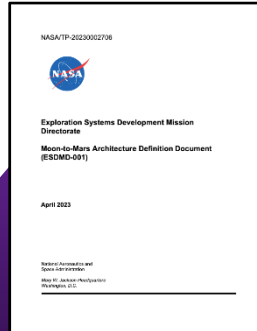 NASA/TP-20230002706
NASA
Exploration Systems Development Mission
Directorate
Moon-to-Mars Architecture Definition Document
(ESDMD-001)
April 2023
National Aeronautics and
Space Administration
Mary W. Jackson Headquarters
Washington, D.C.